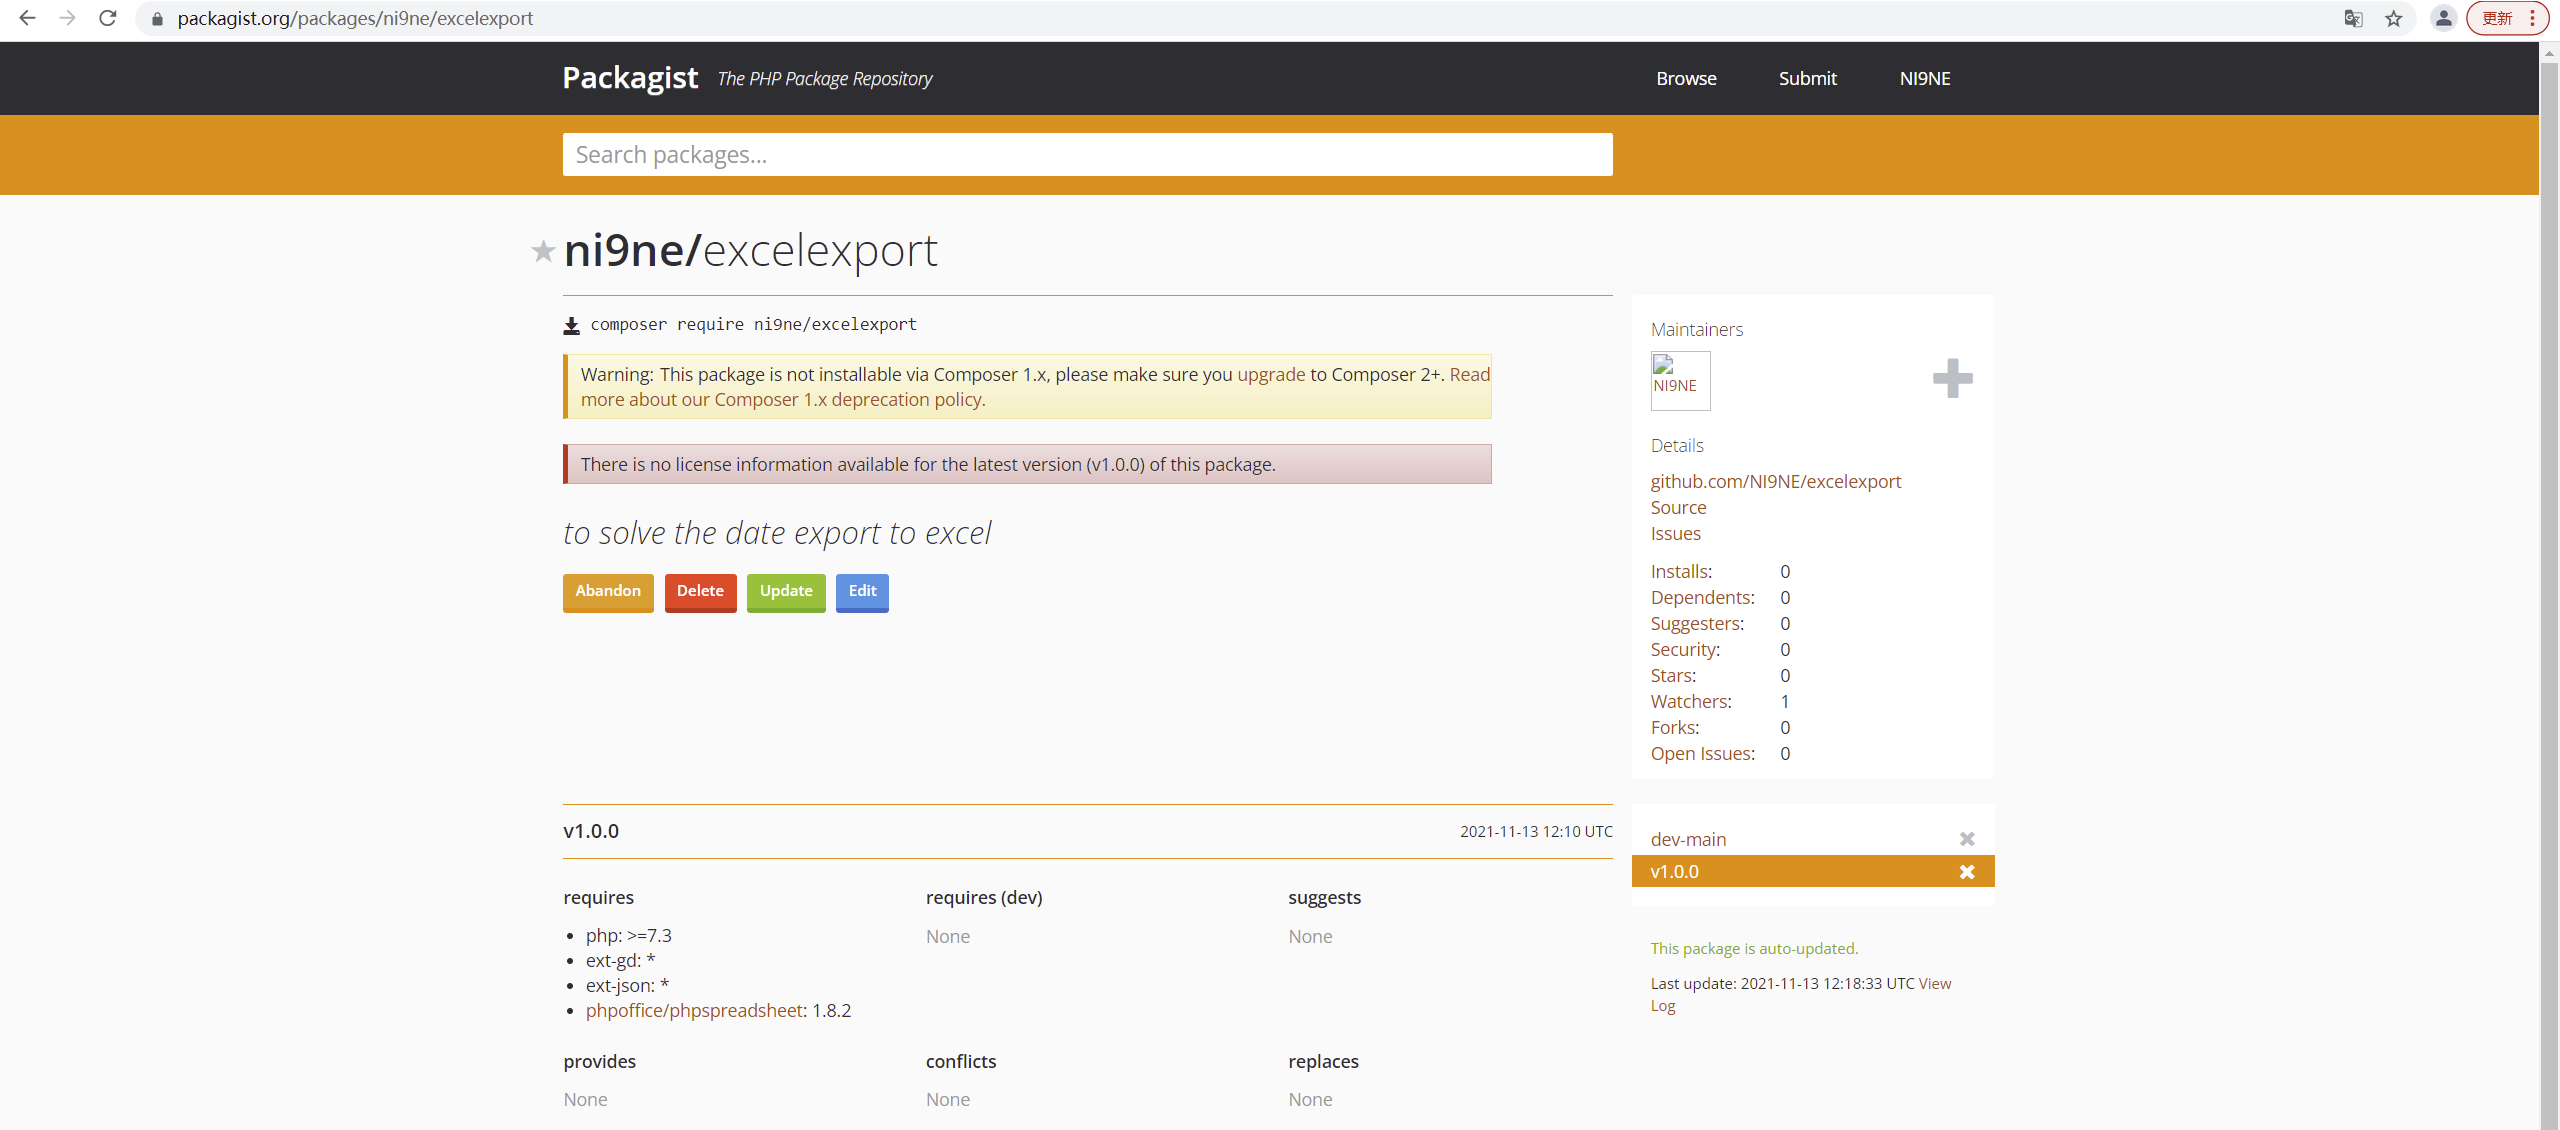 packagist.org/packages/ni9ne/excelexport
更新
Packagist The PHP Package Repository
Browse
Submit
NI9NE
Search packages...
ni9ne/excelexport
composer require ni9ne/excelexport
Warning: This package is not installable via Composer 1.x, please make sure you upgrade to Composer 2+. Read
more about our Composer 1.x deprecation policy.
There is no license information available for the latest version (v1.0.0) of this package.
to solve the date export to excel
Abandon
Delete
Update
Edit
Maintainers
NI9NE
Details
github.com/NI9NE/excelexport
Source
Issues
Installs: 0
Dependents: 0
Suggesters: 0
Security: 0
Stars: 0
Watchers: 1
Forks: 0
Open Issues: 0
v1.0.0
2021-11-13 12:10 UTC
requires
php: >=7.3
ext-gd: *
ext-json: *
phpoffice/phpspreadsheet: 1.8.2
requires (dev)
None
suggests
None
provides
None
conflicts
None
replaces
None
dev-main
v1.0.0
This package is auto-updated.
Last update: 2021-11-13 12:18:33 UTC View
Log